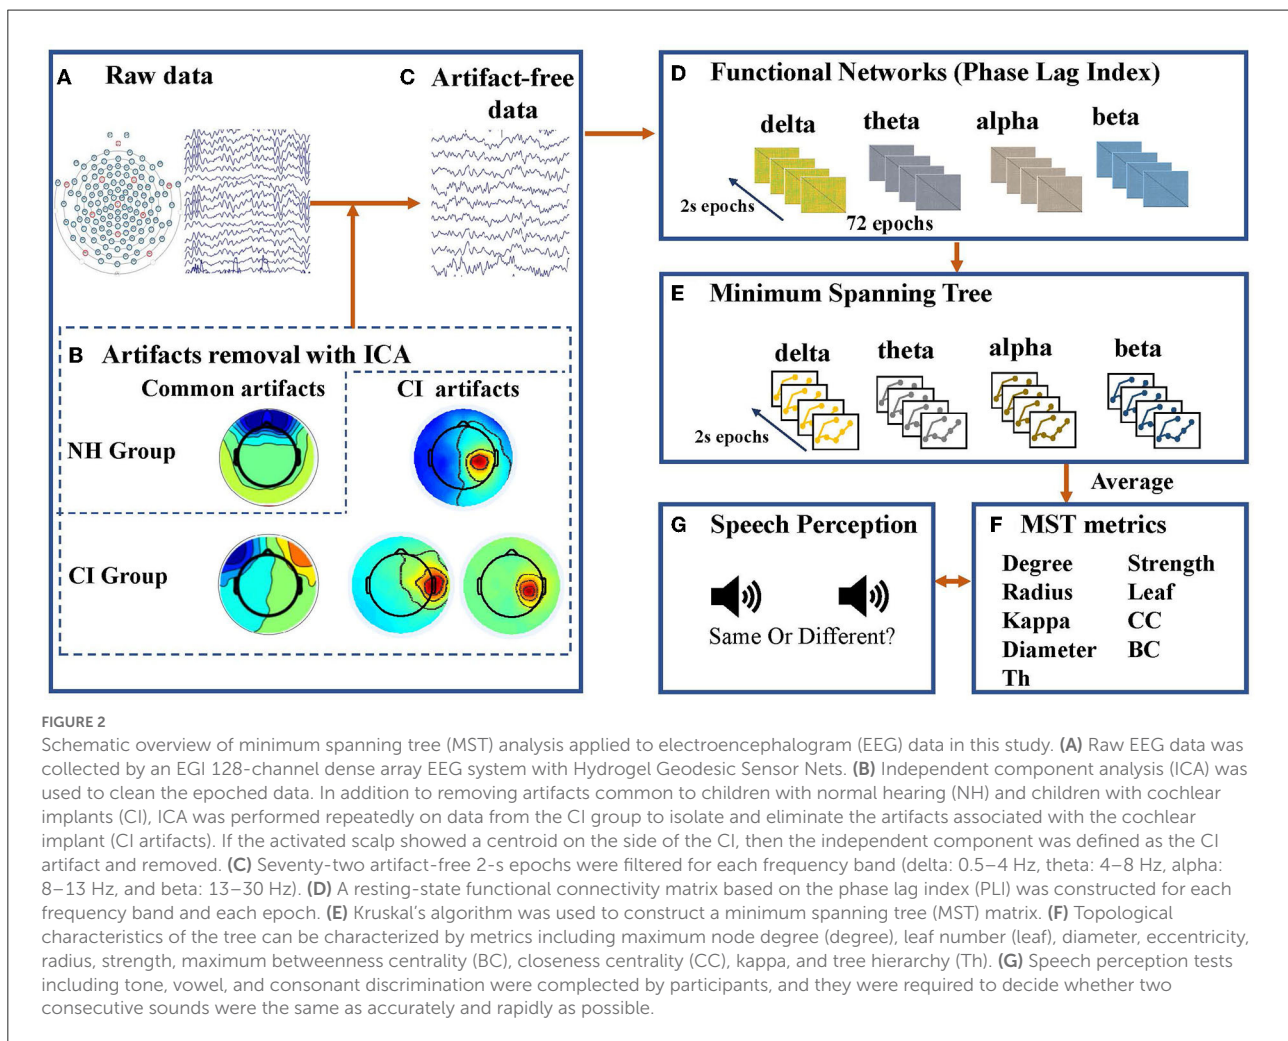 A Raw data
C Artifact-free
data
B Artifacts removal with ICA
Common artifacts
CI artifacts
NH Group
CI Group
D Functional Networks (Phase Lag Index)
delta
theta
alpha
beta
2s epochs
72 epochs
E Minimum Spanning Tree
delta
theta
alpha
beta
2s epochs
Average
G Speech Perception
Same Or Different?
F MST metrics
Degree Strength
Radius Leaf
Kappa CC
Diameter BC
Th
FIGURE 2
Schematic overview of minimum spanning tree (MST) analysis applied to electroencephalogram (EEG) data in this study. (A) Raw EEG data was
collected by an EGI 128-channel dense array EEG system with Hydrogel Geodesic Sensor Nets. (B) Independent component analysis (ICA) was
used to clean the epoched data. In addition to removing artifacts common to children with normal hearing (NH) and children with cochlear
implants (CI), ICA was performed repeatedly on data from the CI group to isolate and eliminate the artifacts associated with the cochlear
implant (CI artifacts). If the activated scalp showed a centroid on the side of the CI, then the independent component was defined as the CI
artifact and removed. (C) Seventy-two artifact-free 2-s epochs were filtered for each frequency band (delta: 0.5–4 Hz, theta: 4–8 Hz, alpha:
8–13 Hz, and beta: 13–30 Hz). (D) A resting-state functional connectivity matrix based on the phase lag index (PLI) was constructed for each
frequency band and each epoch. (E) Kruskal's algorithm was used to construct a minimum spanning tree (MST) matrix. (F) Topological
characteristics of the tree can be characterized by metrics including maximum node degree (degree), leaf number (leaf), diameter, eccentricity,
radius, strength, maximum betweenness centrality (BC), closeness centrality (CC), kappa, and tree hierarchy (Th). (G) Speech perception tests
including tone, vowel, and consonant discrimination were complected by participants, and they were required to decide whether two
consecutive sounds were the same as accurately and rapidly as possible.